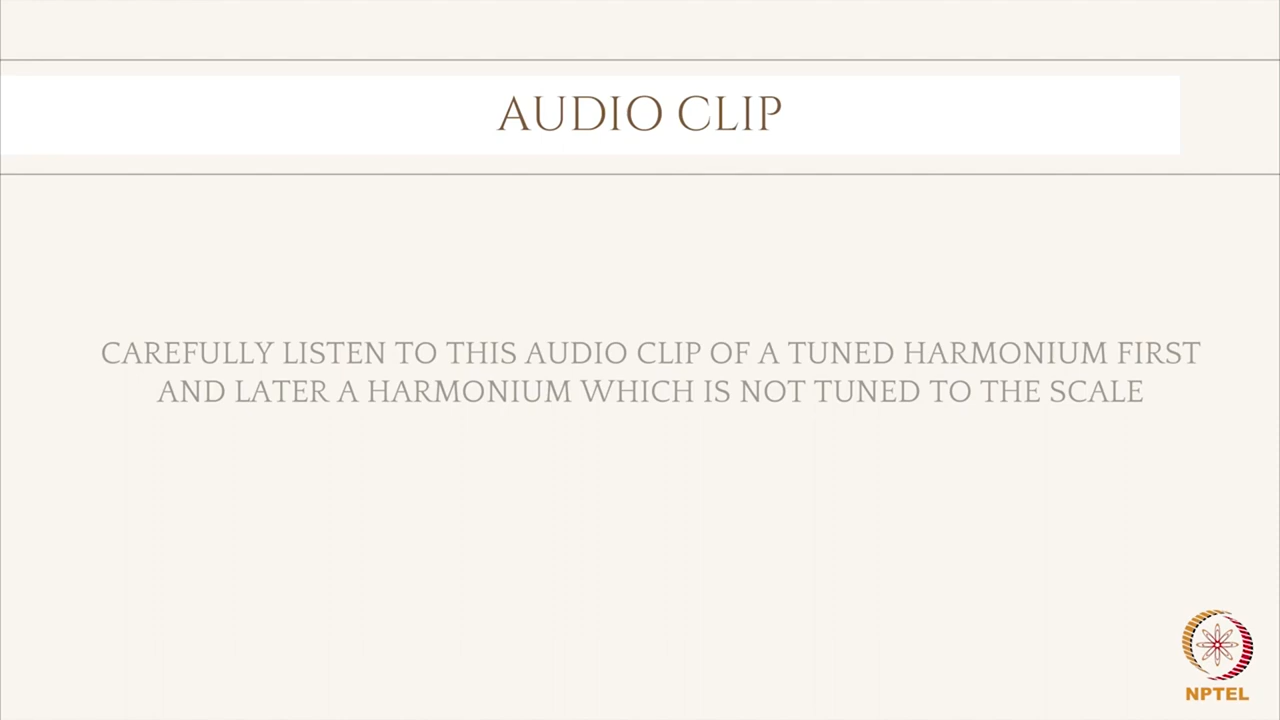 AUDIO CLIP
CAREFULLY LISTEN TO THIS AUDIO CLIP OF A TUNED HARMONIUM FIRST
AND LATER A HARMONIUM WHICH IS NOT TUNED TO THE SCALE
NPTEL